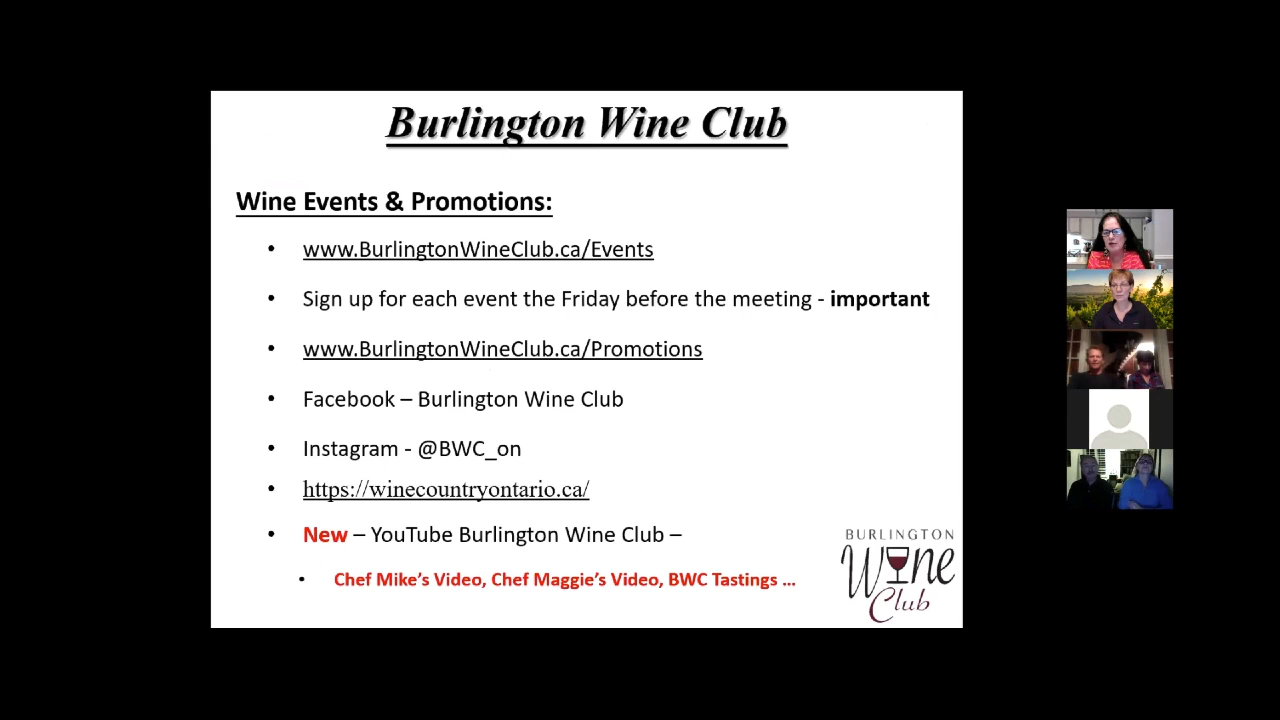 Burlington Wine Club
Wine Events & Promotions:
• www.BurlingtonWineClub.ca/Events
• Sign up for each event the Friday before the meeting - important
• www.BurlingtonWineClub.ca/Promotions
• Facebook – Burlington Wine Club
• Instagram - @BWC_on
• https://winecountryontario.ca/
• New – YouTube Burlington Wine Club –
• Chef Mike's Video, Chef Maggie's Video, BWC Tastings ...
BURLINGTON
Wine
Club